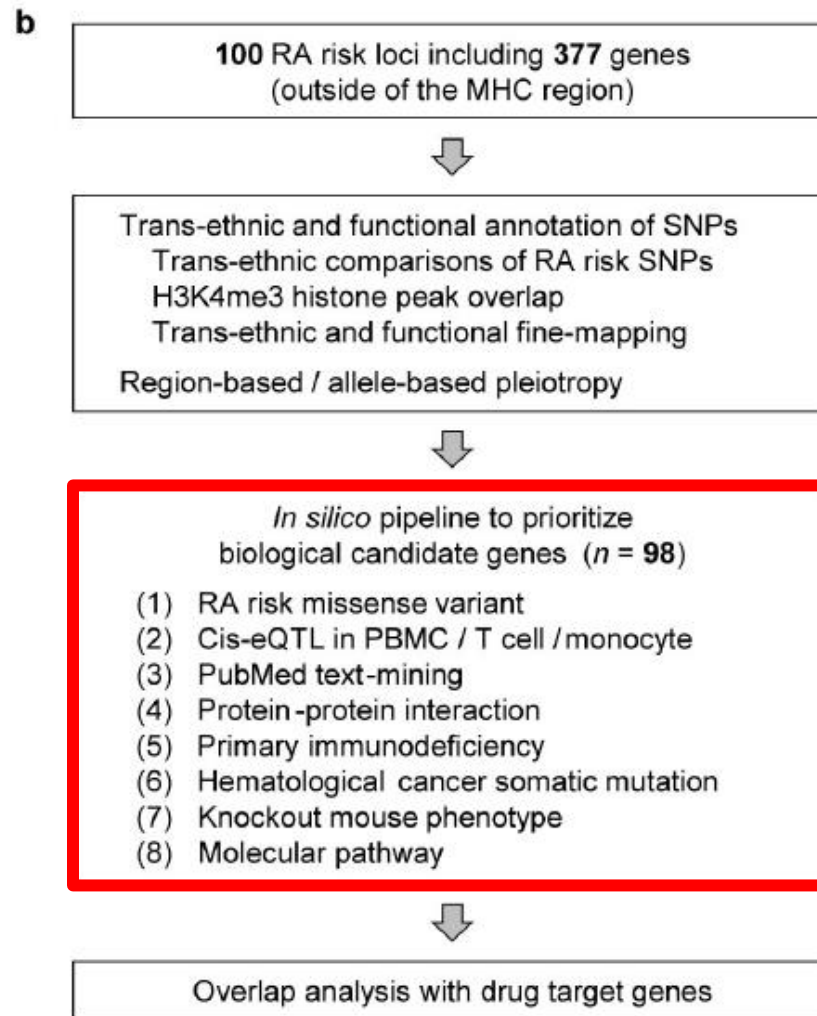 b
100 RA risk loci including 377 genes
(outside of the MHC region)
Trans-ethnic and functional annotation of SNPs
Trans-ethnic comparisons of RA risk SNPs
H3K4me3 histone peak overlap
Trans-ethnic and functional fine-mapping
Region-based / allele-based pleiotropy
In silico pipeline to prioritize
biological candidate genes (n = 98)
(1) RA risk missense variant
(2) Cis-eQTL in PBMC / T cell / monocyte
(3) PubMed text-mining
(4) Protein-protein interaction
(5) Primary immunodeficiency
(6) Hematological cancer somatic mutation
(7) Knockout mouse phenotype
(8) Molecular pathway
Overlap analysis with drug target genes